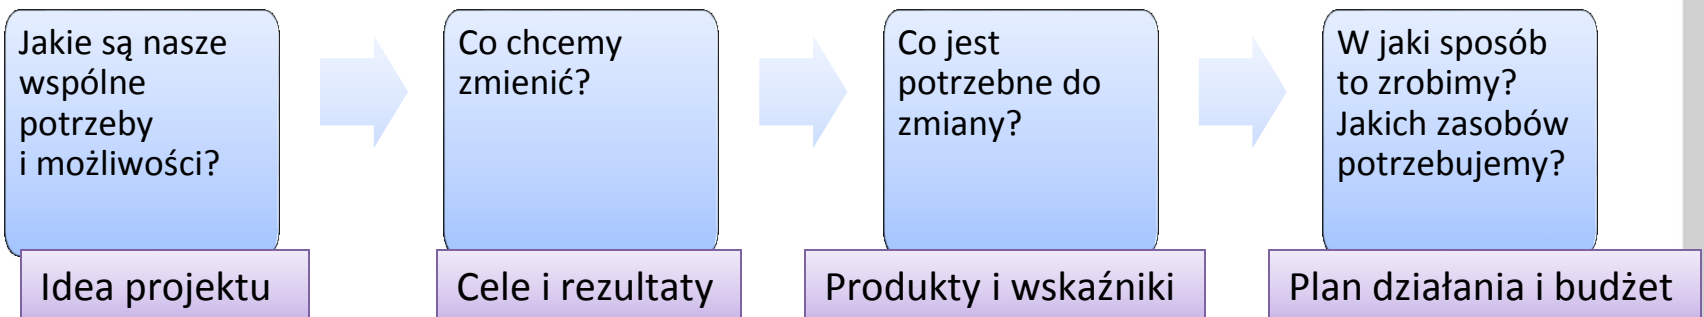 Jakie są nasze
wspólne
potrzeby
i możliwości?
Idea projektu
Co chcemy
zmienić?
Cele i rezultaty
Co jest
potrzebne do
zmiany?
Produkty i wskaźniki
W jaki sposób
to zrobimy?
Jakich zasobów
potrzebujemy?
Plan działania i budżet